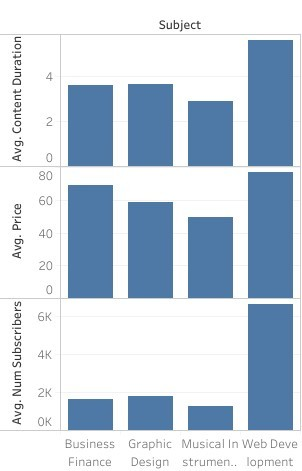 Subject
Avg. Content Duration
4
2
0
Avg. Price
80
60
40
20
0
Avg. Num Subscribers
6K
4K
2K
0K
Business Graphic Musical In Web Deve
Finance Design strumen.. lopment